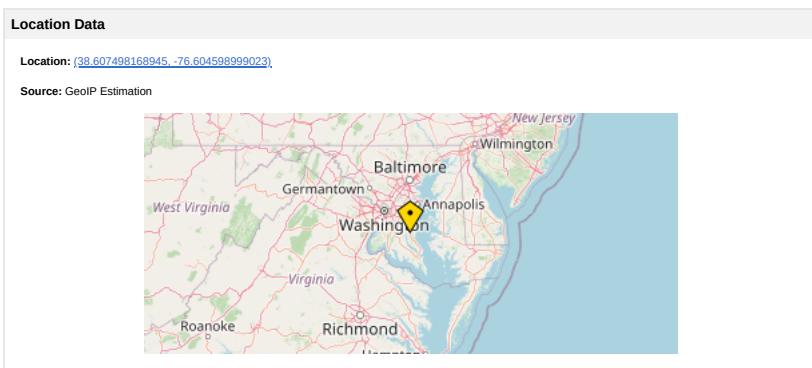 Location Data
Location: (38.607498168945, -76.604598999023)
Source: GeoIP Estimation
New Jersey
Wilmington
Baltimore
Germantown
Annapolis
West Virginia
Washington
Virginia
Roanoke
Richmond
Hampton